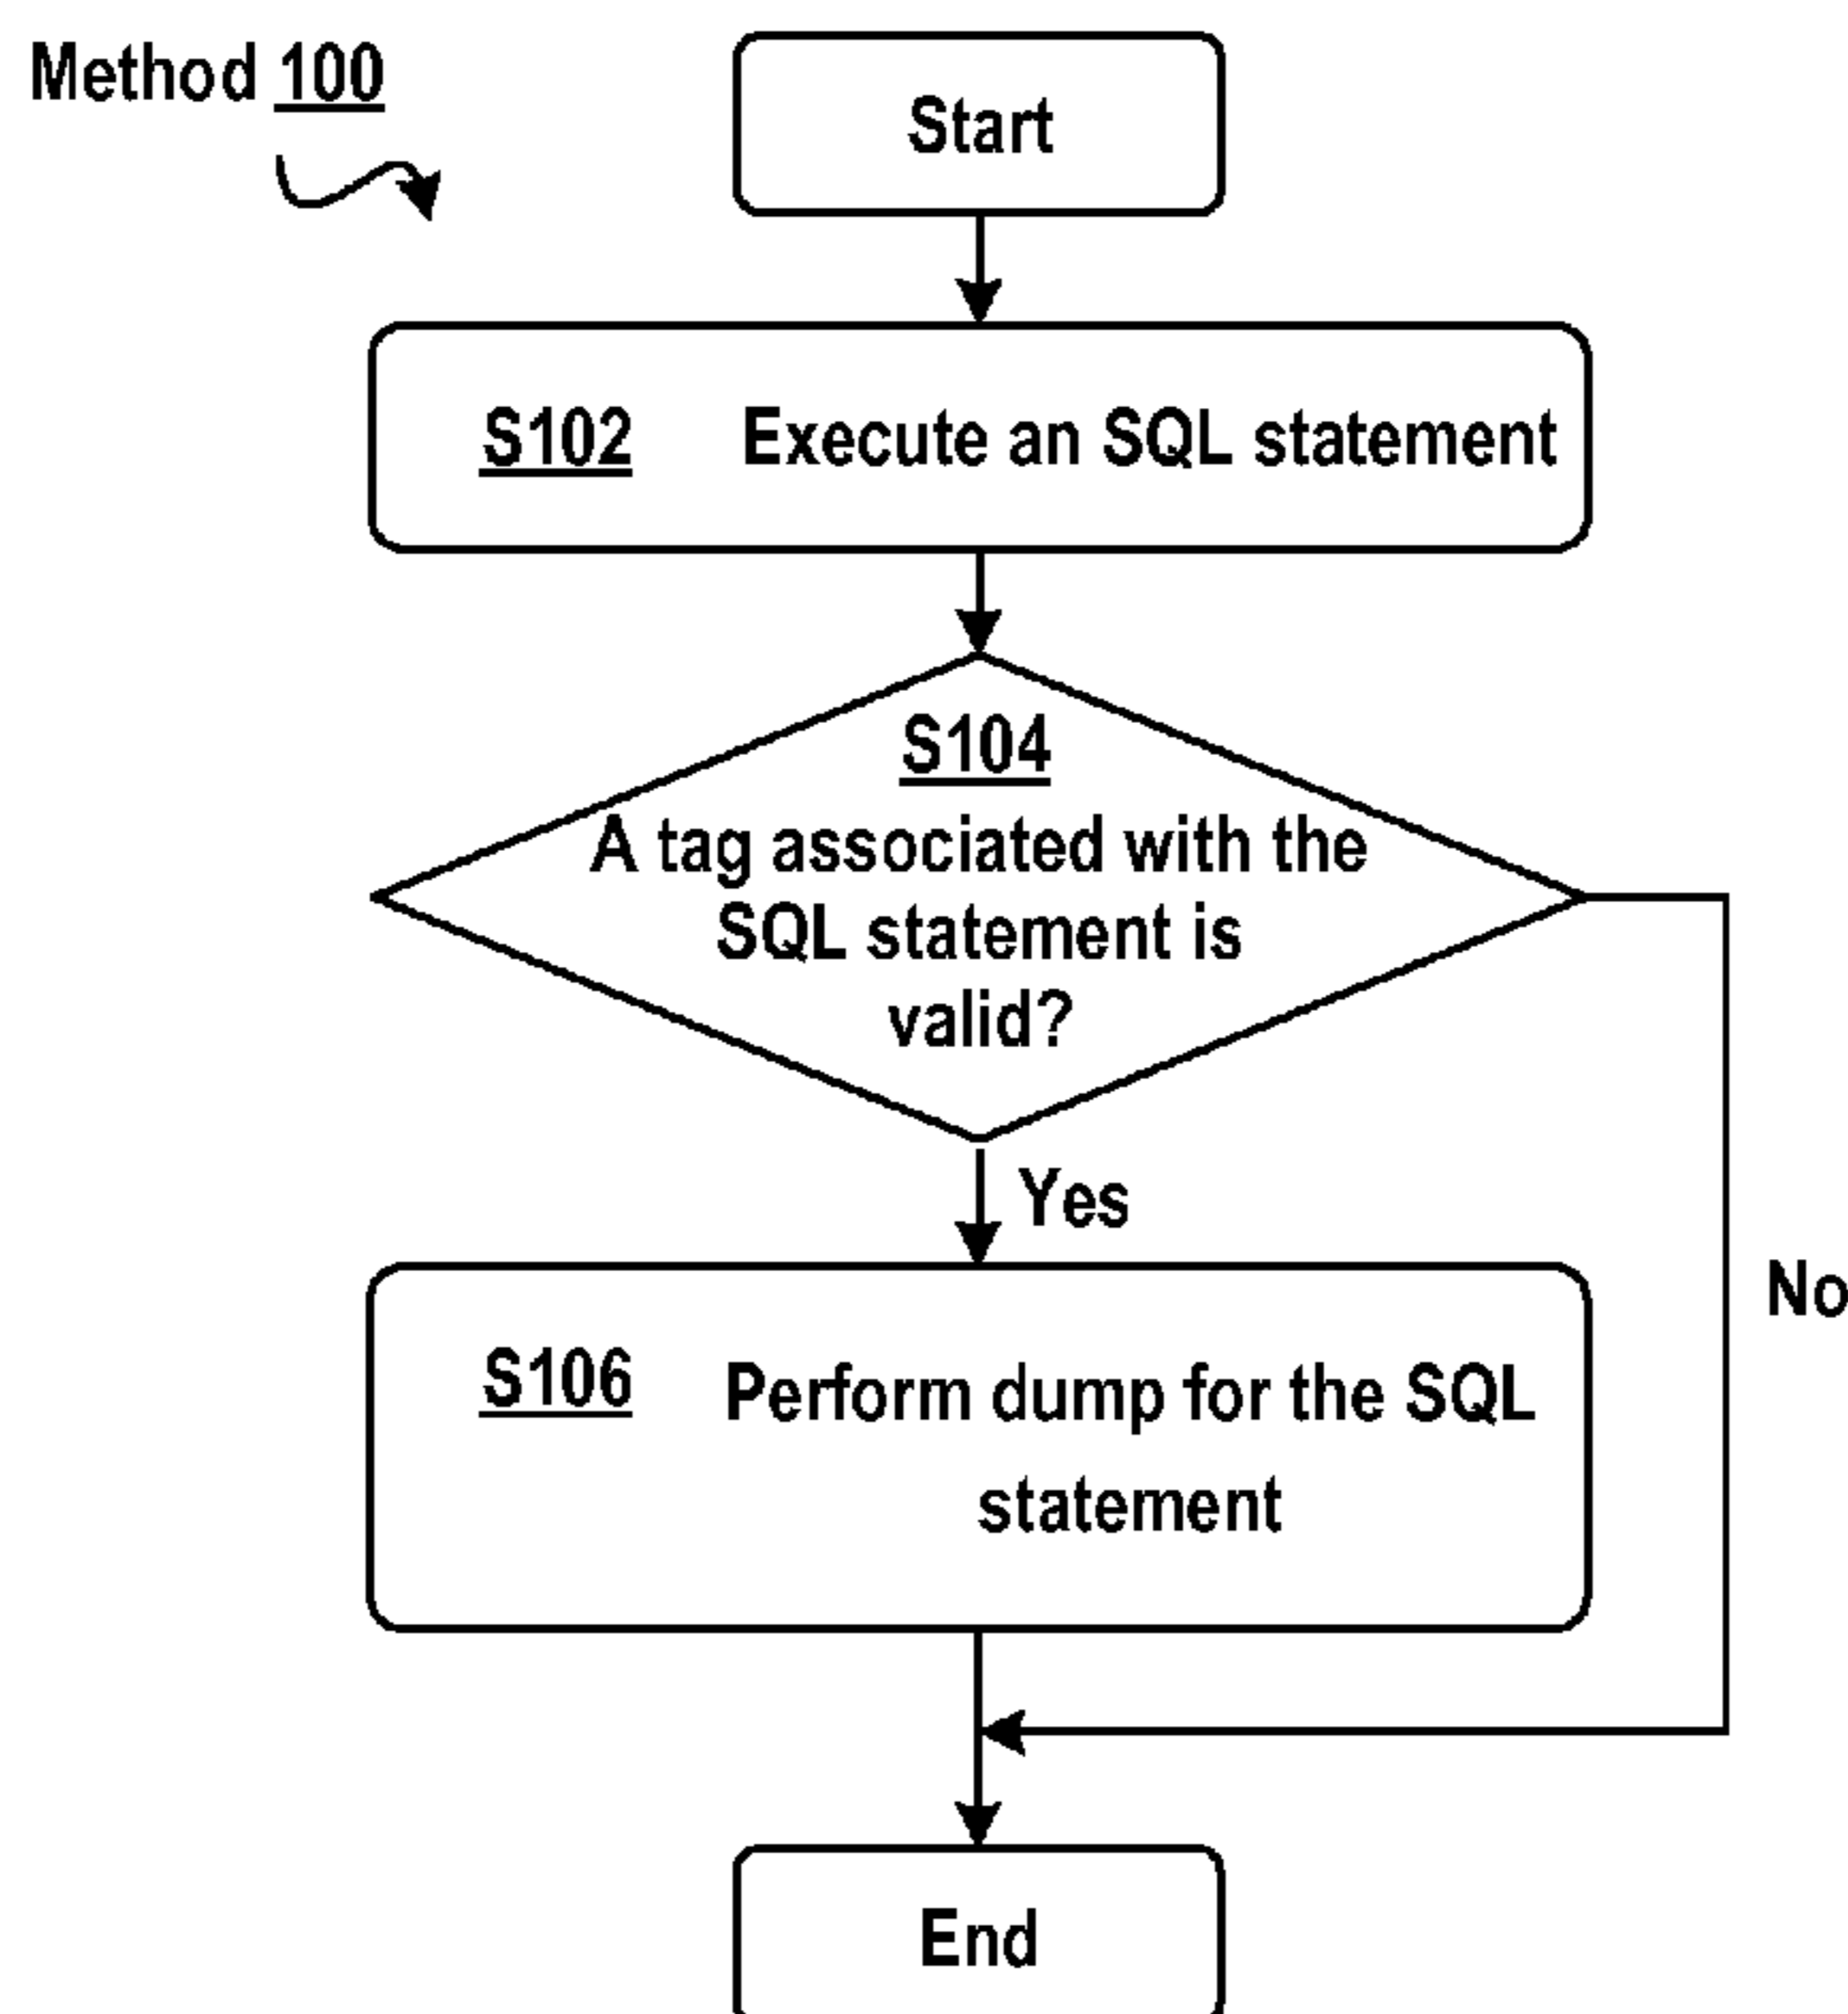 Method 100
Start
S102 Execute an SQL statement
S104
A tag associated with the
SQL statement is
valid?
Yes
No
S106 Perform dump for the SQL
statement
End